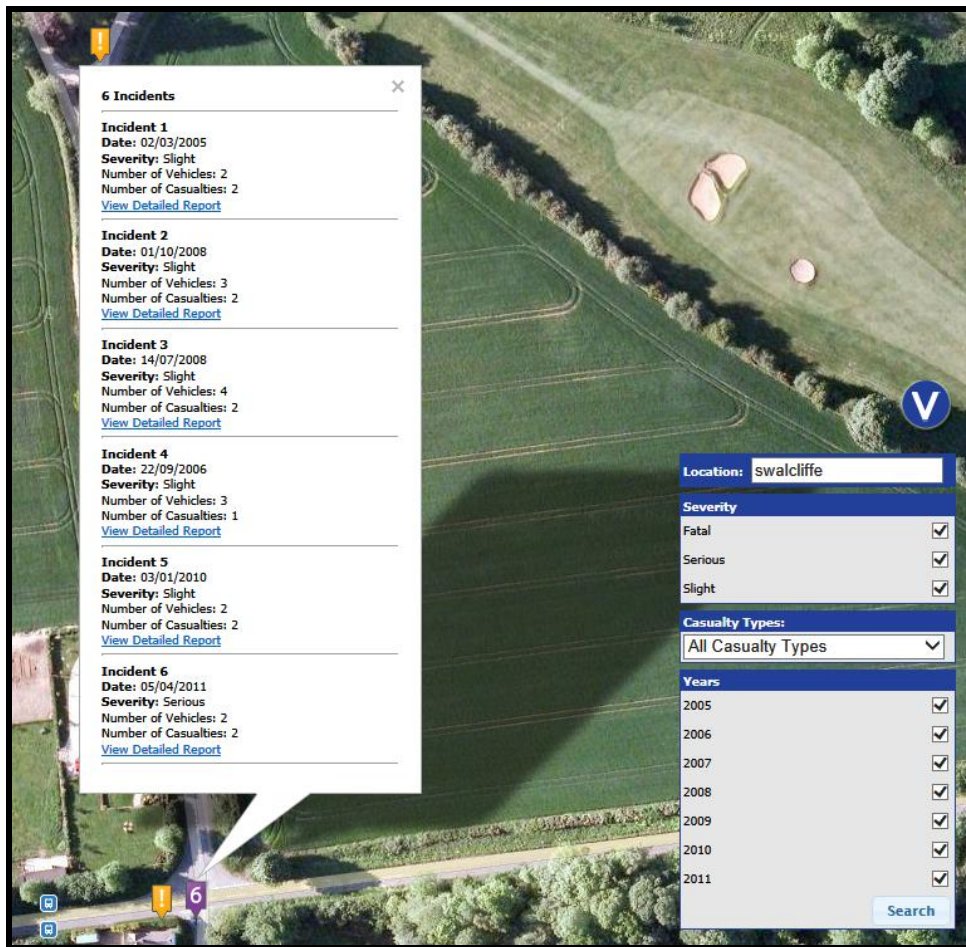 !
6 Incidents
Incident 1
Date: 02/03/2005
Severity: Slight
Number of Vehicles: 2
Number of Casualties: 2
View Detailed Report
Incident 2
Date: 01/10/2008
Severity: Slight
Number of Vehicles: 3
Number of Casualties: 2
View Detailed Report
Incident 3
Date: 14/07/2008
Severity: Slight
Number of Vehicles: 4
Number of Casualties: 2
View Detailed Report
Incident 4
Date: 22/09/2006
Severity: Slight
Number of Vehicles: 3
Number of Casualties: 1
View Detailed Report
Incident 5
Date: 03/01/2010
Severity: Slight
Number of Vehicles: 2
Number of Casualties: 2
View Detailed Report
Incident 6
Date: 05/04/2011
Severity: Serious
Number of Vehicles: 2
Number of Casualties: 2
View Detailed Report
! 6
V
Location: swalcliffe
Severity
Fatal
Serious
Slight
Casualty Types:
All Casualty Types
Years
2005
2006
2007
2008
2009
2010
2011
Search